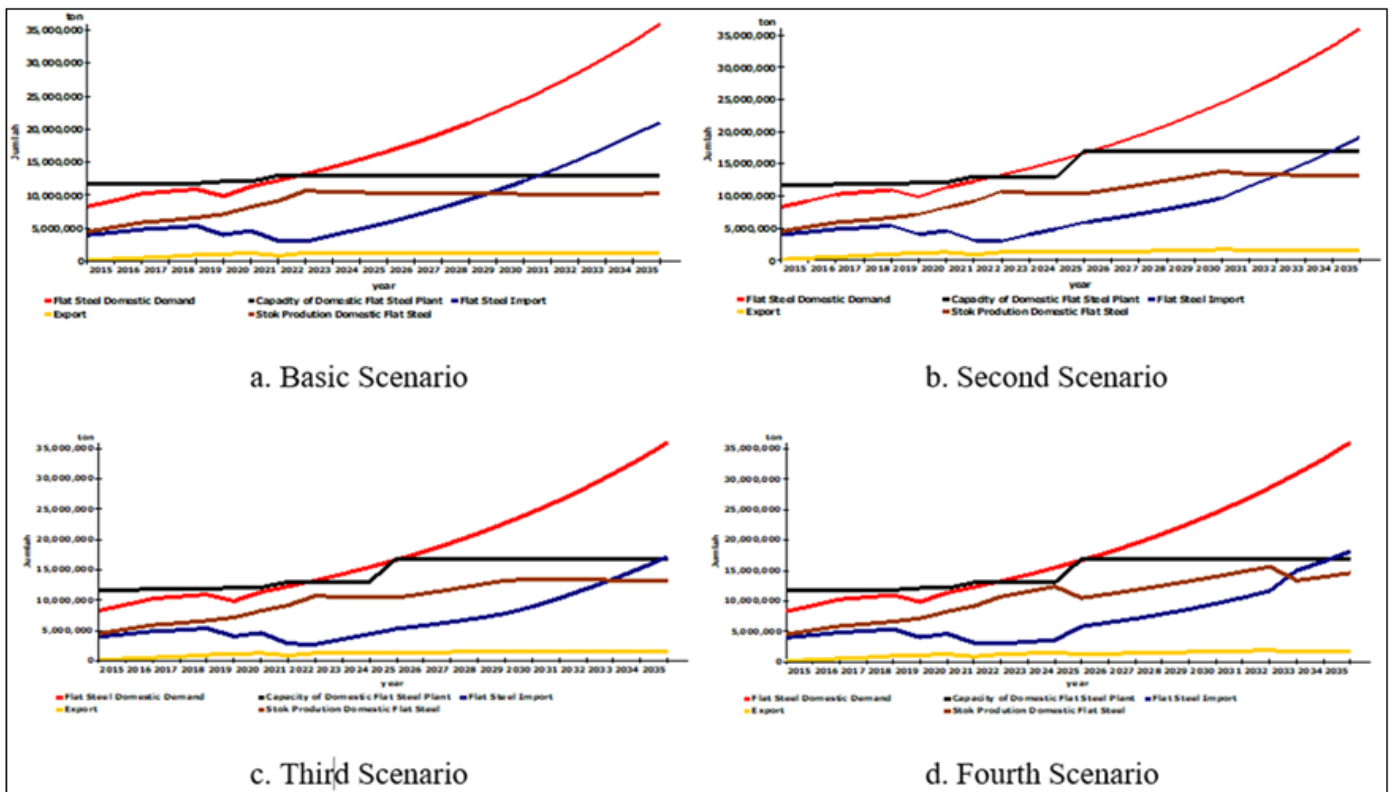 ton
35,000,000
30,000,000
25,000,000
20,000,000
15,000,000
10,000,000
5,000,000
0
Jumlah
2015 2016 2017 2018 2019 2020 2021 2022 2023 2024 2025 2026 2027 2028 2029 2030 2031 2032 2033 2034 2035
year
Flat Steel Domestic Demand Capacity of Domestic Flat Steel Plant Flat Steel Import
Export Stok Prodution Domestic Flat Steel
a. Basic Scenario
ton
35,000,000
30,000,000
25,000,000
20,000,000
15,000,000
10,000,000
5,000,000
0
Jumlah
2015 2016 2017 2018 2019 2020 2021 2022 2023 2024 2025 2026 2027 2028 2029 2030 2031 2032 2033 2034 2035
year
Flat Steel Domestic Demand Capacity of Domestic Flat Steel Plant Flat Steel Import
Export Stok Prodution Domestic Flat Steel
b. Second Scenario
ton
35,000,000
30,000,000
25,000,000
20,000,000
15,000,000
10,000,000
5,000,000
0
Jumlah
2015 2016 2017 2018 2019 2020 2021 2022 2023 2024 2025 2026 2027 2028 2029 2030 2031 2032 2033 2034 2035
year
Flat Steel Domestic Demand Capacity of Domestic Flat Steel Plant Flat Steel Import
Export Stok Prodution Domestic Flat Steel
c. Third Scenario
ton
35,000,000
30,000,000
25,000,000
20,000,000
15,000,000
10,000,000
5,000,000
0
Jumlah
2015 2016 2017 2018 2019 2020 2021 2022 2023 2024 2025 2026 2027 2028 2029 2030 2031 2032 2033 2034 2035
year
Flat Steel Domestic Demand Capacity of Domestic Flat Steel Plant Flat Steel Import
Export Stok Prodution Domestic Flat Steel
d. Fourth Scenario